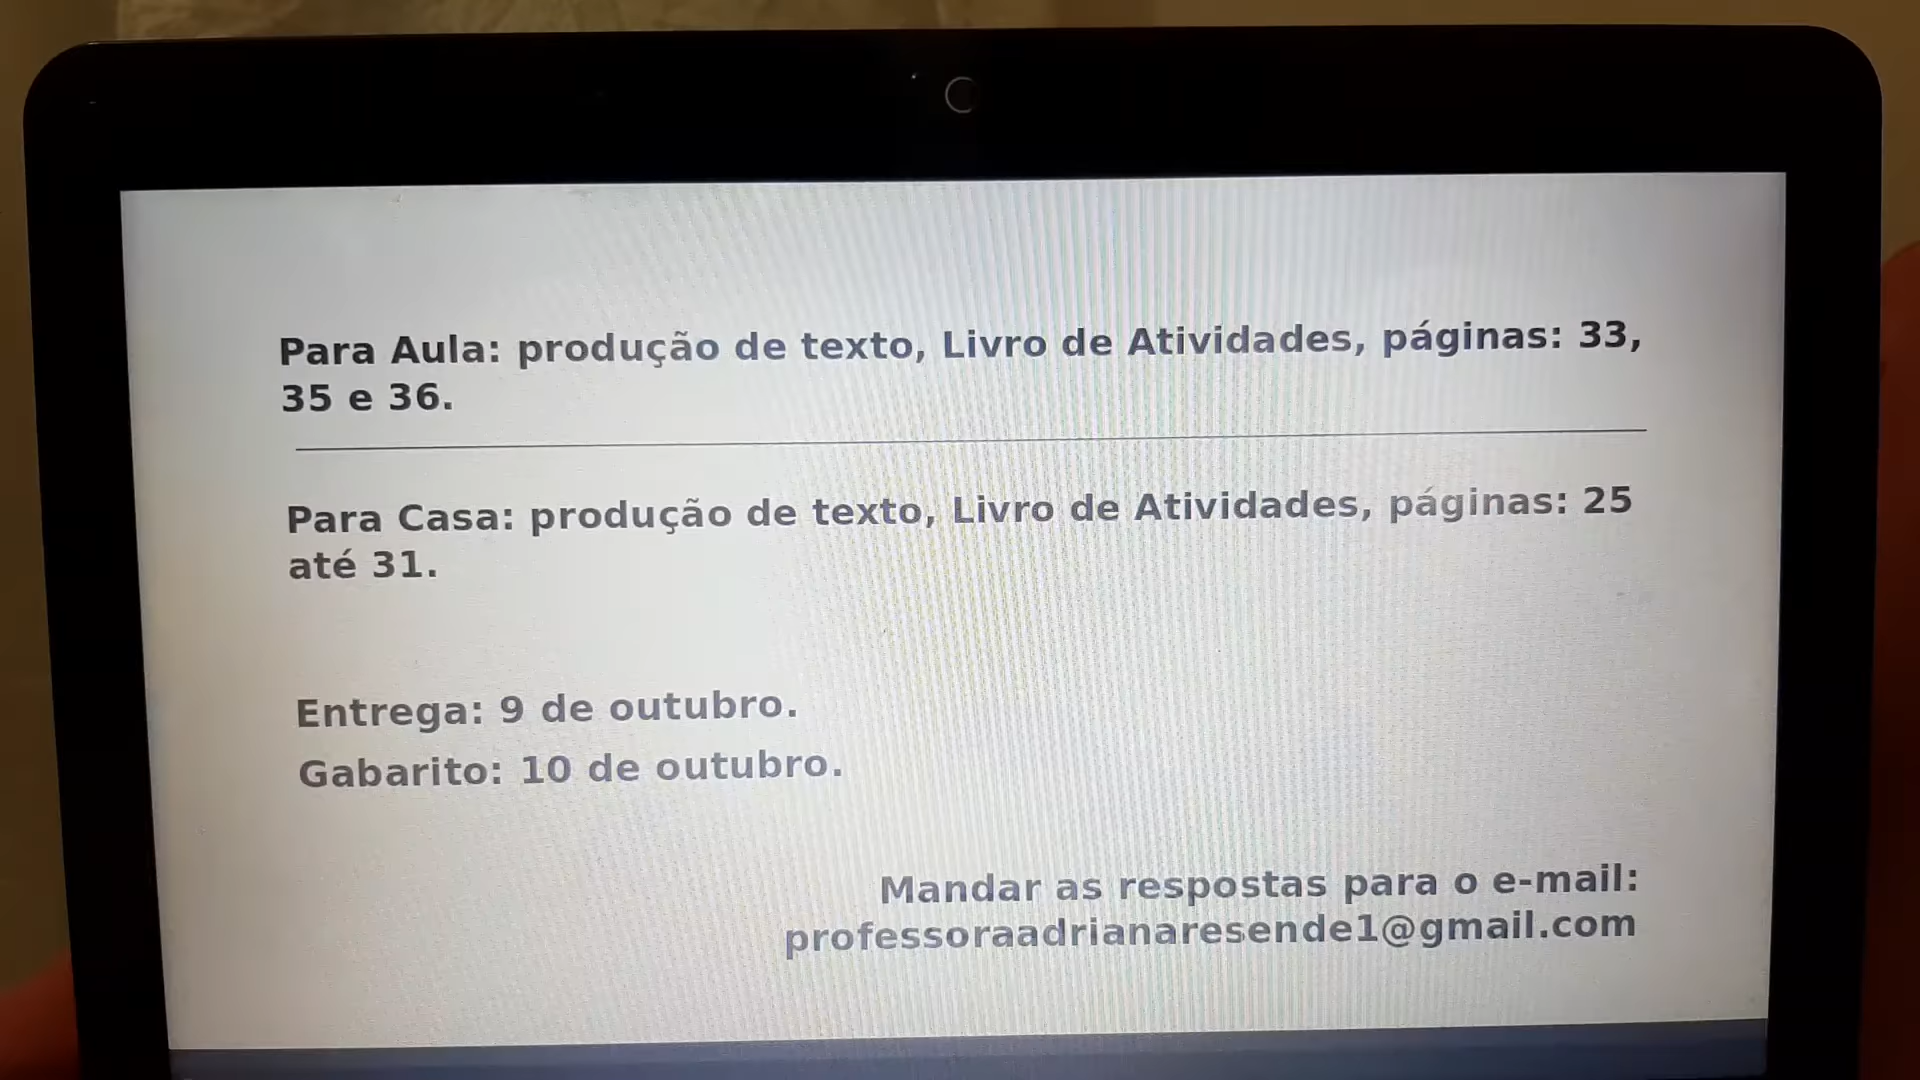 Para Aula: produção de texto, Livro de Atividades, páginas: 33,
35 e 36.
Para Casa: produção de texto, Livro de Atividades, páginas: 25
até 31.
Entrega: 9 de outubro.
Gabarito: 10 de outubro.
Mandar as respostas para o e-mail:
professoraadrianaresende1@gmail.com